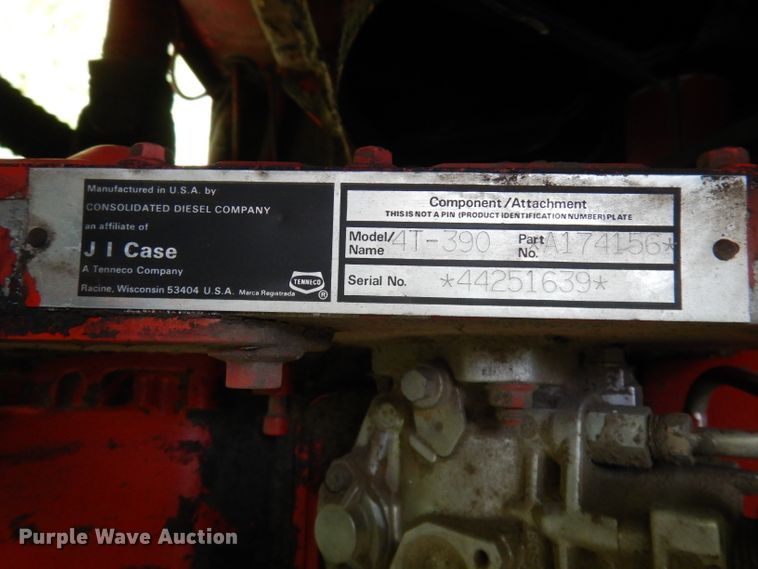 Manufactured in U.S.A. by
CONSOLIDATED DIESEL COMPANY
an affiliate of
J I Case
A Tenneco Company
Racine, Wisconsin 53404 U.S.A. Marca Registrada
TENNECO
®
Component/Attachment
THIS IS NOT A PIN (PRODUCT IDENTIFICATION NUMBER) PLATE
Model/Name 4T-390 Part No. *A174156*
Serial No. *44251639*
Purple Wave Auction®